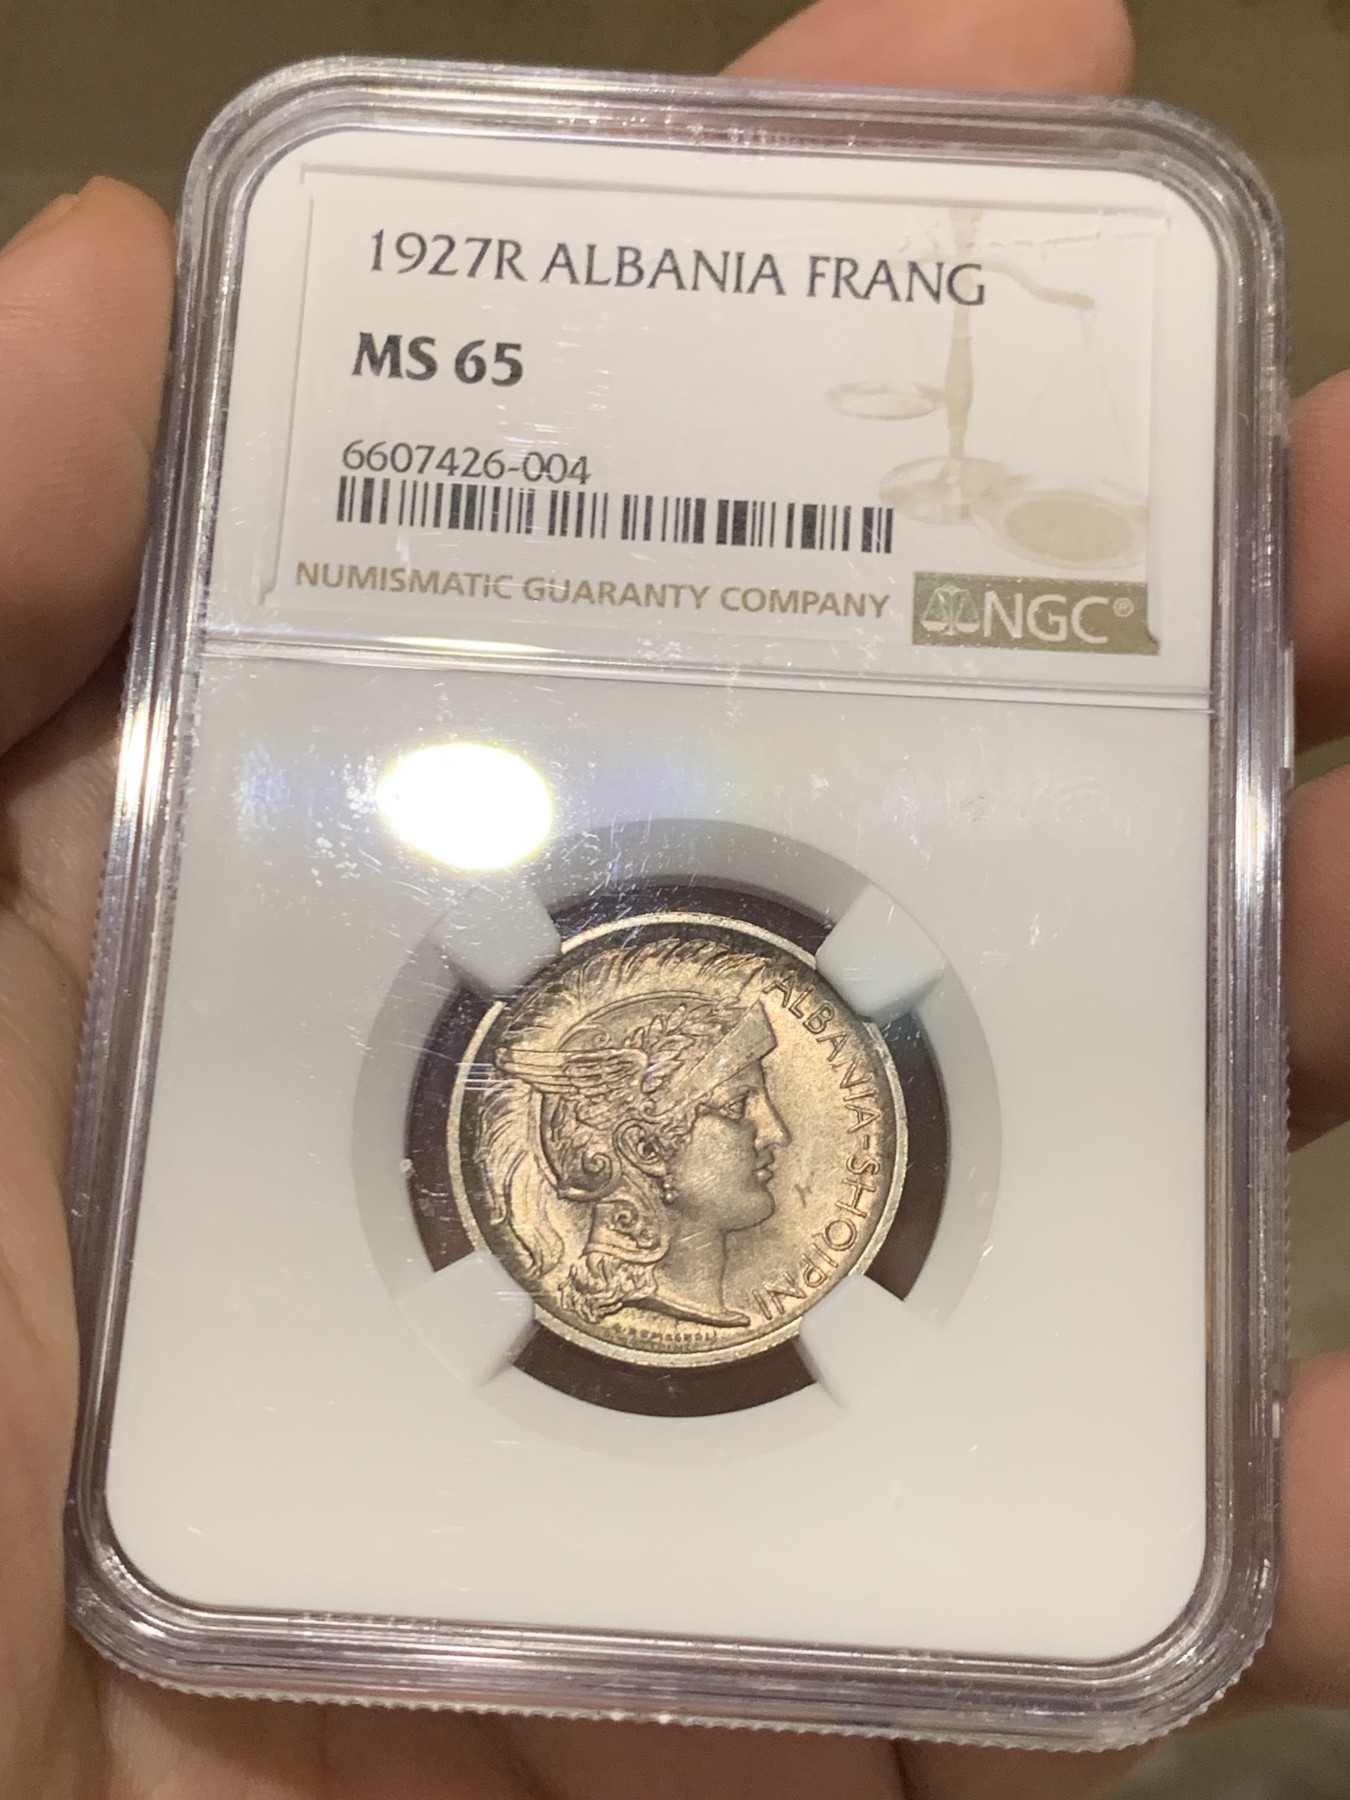 1927R ALBANIA FRANG
MS 65
6607426-004
NUMISMATIC GUARANTY COMPANY
NGC®
ALBANIA-SHQIPNI